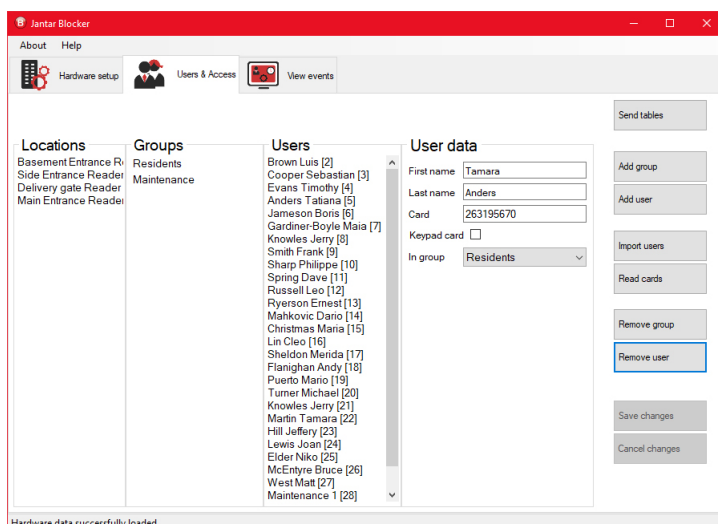 Jantar Blocker
About Help
Hardware setup
Users & Access
View events
Send tables
Locations
Basement Entrance R
Side Entrance Reader
Delivery gate Reader
Main Entrance Reader
Groups
Residents
Maintenance
Users
Brown Luis [2]
Cooper Sebastian [3]
Evans Timothy [4]
Anders Tatiana [5]
Jameson Boris [6]
Gardiner-Boyle Maia [7]
Knowles Jerry [8]
Smith Frank [9]
Sharp Philippe [10]
Spring Dave [11]
Russell Leo [12]
Ryerson Ernest [13]
Mahkovic Dario [14]
Christmas Maria [15]
Lin Cleo [16]
Sheldon Merida [17]
Flanighan Andy [18]
Puerto Mario [19]
Turner Michael [20]
Knowles Jerry [21]
Martin Tamara [22]
Hill Jeffery [23]
Lewis Joan [24]
Elder Niko [25]
McEntyre Bruce [26]
West Matt [27]
Maintenance 1 [28]
User data
First name Tamara
Last name Anders
Card 263195670
Keypad card
In group Residents
Add group
Add user
Import users
Read cards
Remove group
Remove user
Save changes
Cancel changes
Hardware data successfully loaded